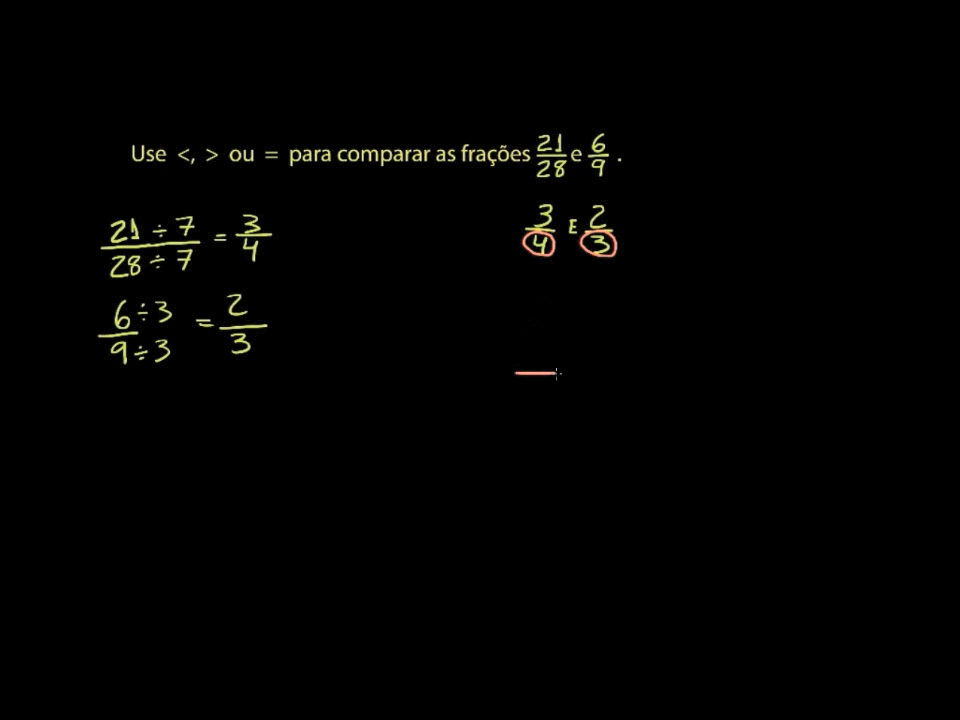 Use <, > ou = para comparar as frações 21/28 e 6/9 .
21 ÷ 7 / 28 ÷ 7 = 3/4
3/4 E 2/3
6 ÷ 3 / 9 ÷ 3 = 2/3